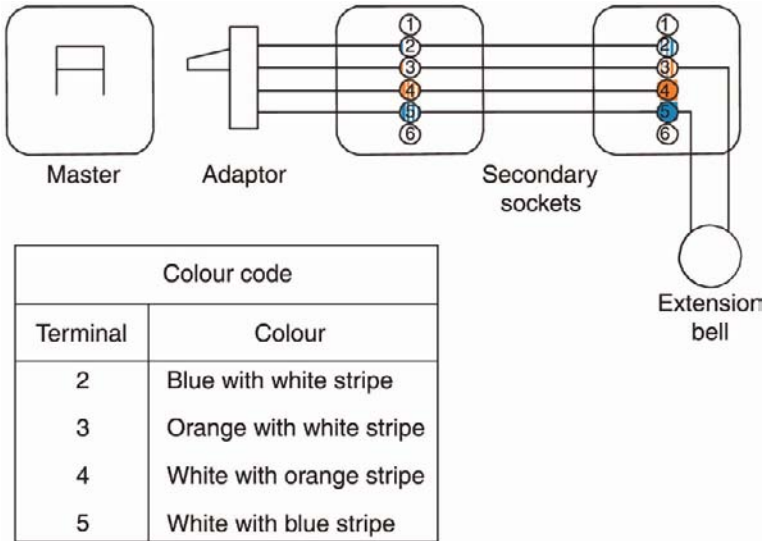 1
2
3
4
5
6
1
2
3
4
5
6
Master
Adaptor
Secondary
sockets
Extension
bell
Colour code
Terminal Colour
2 Blue with white stripe
3 Orange with white stripe
4 White with orange stripe
5 White with blue stripe